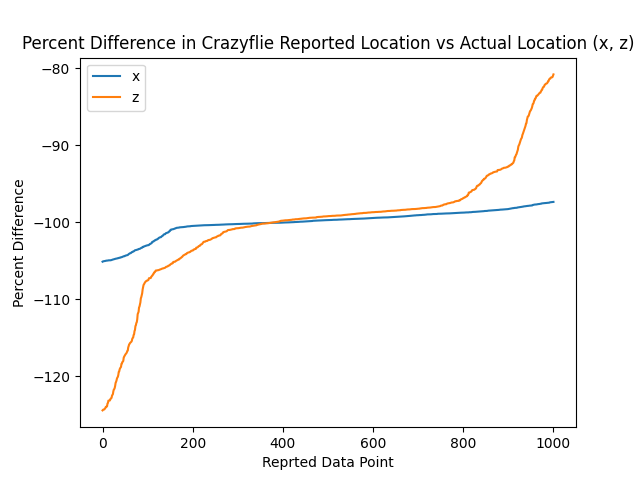 Percent Difference in Crazyflie Reported Location vs Actual Location (x, z)
x
z
−80
−90
−100
−110
−120
Percent Difference
0
200
400
600
800
1000
Reprted Data Point